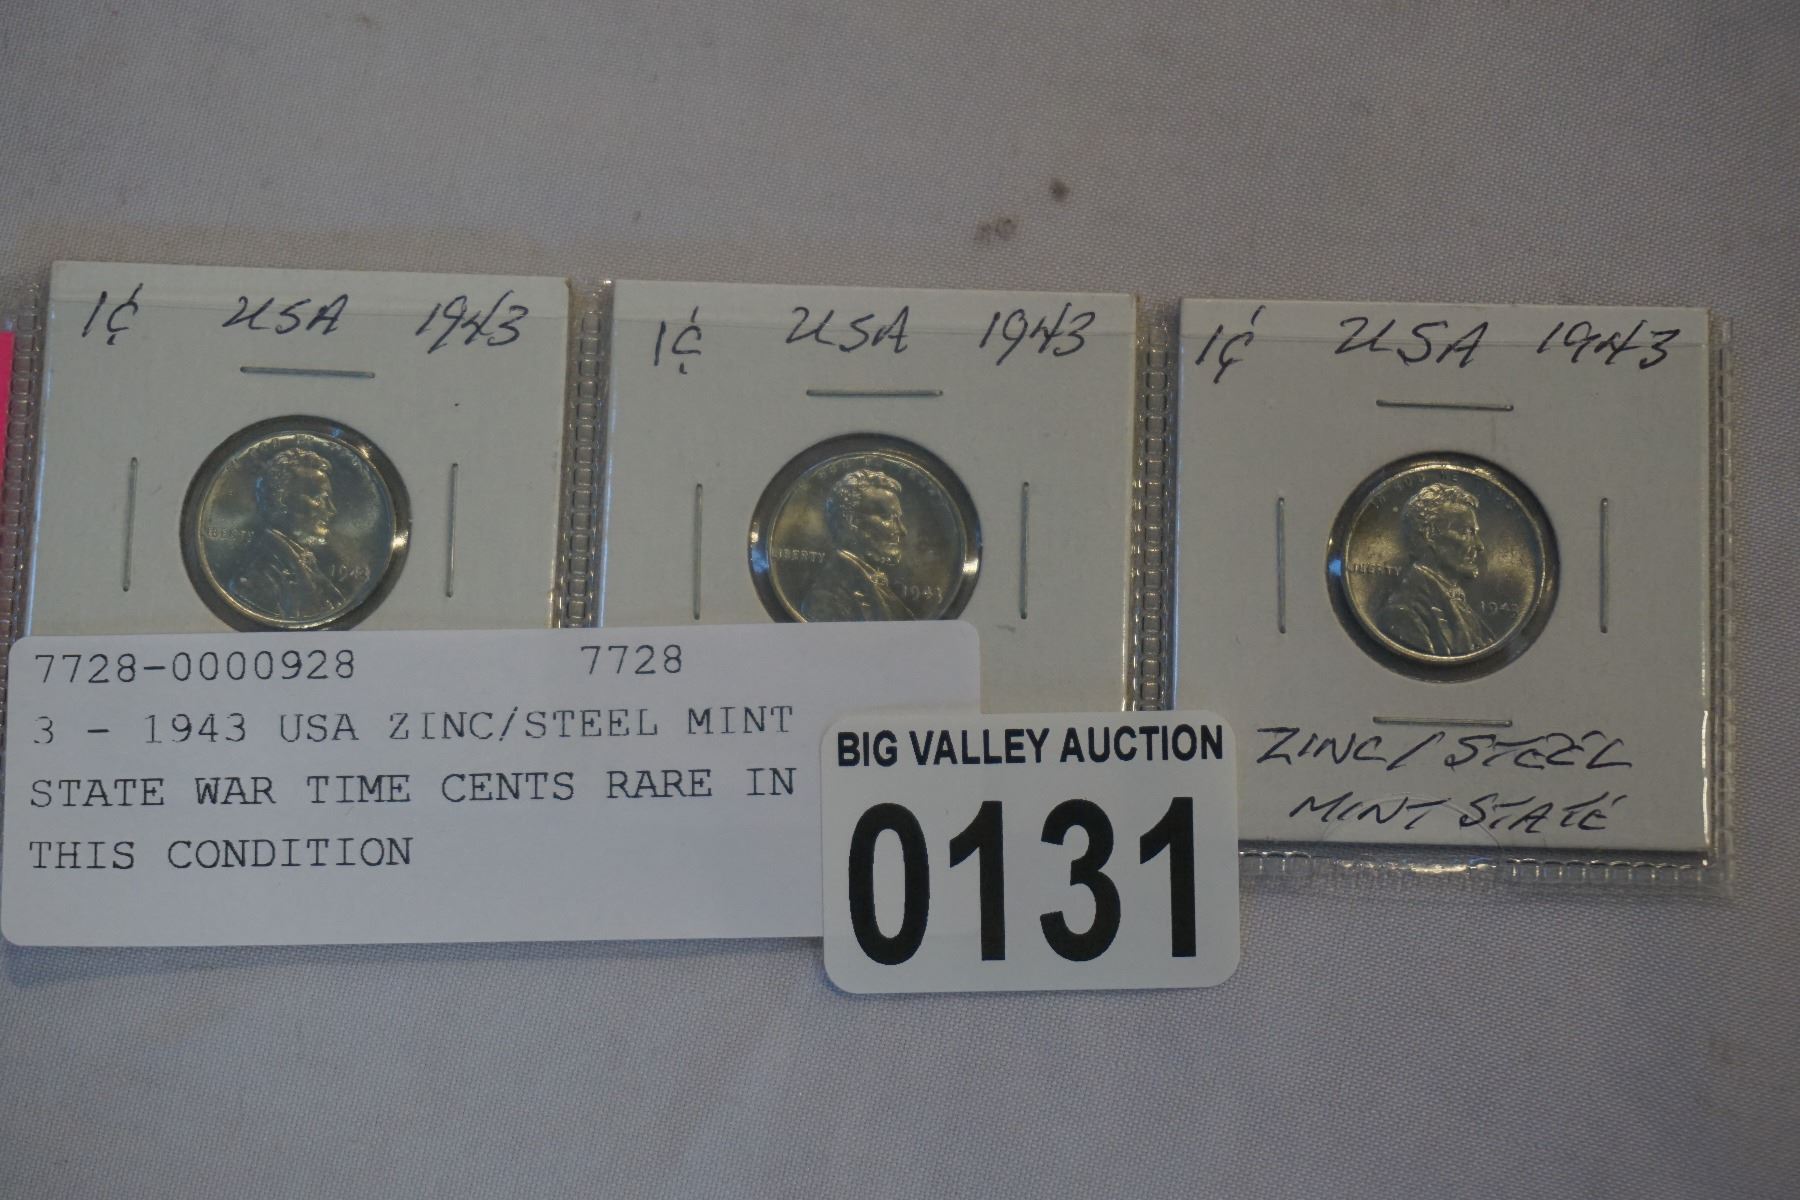 1¢ USA 1943
1¢ USA 1943
1¢ USA 1943
LIBERTY 1943
LIBERTY 1943
LIBERTY 1943
7728-0000928 7728
3 - 1943 USA ZINC/STEEL MINT
STATE WAR TIME CENTS RARE IN
THIS CONDITION
BIG VALLEY AUCTION
0131
ZINC/STEEL
MINT STATE